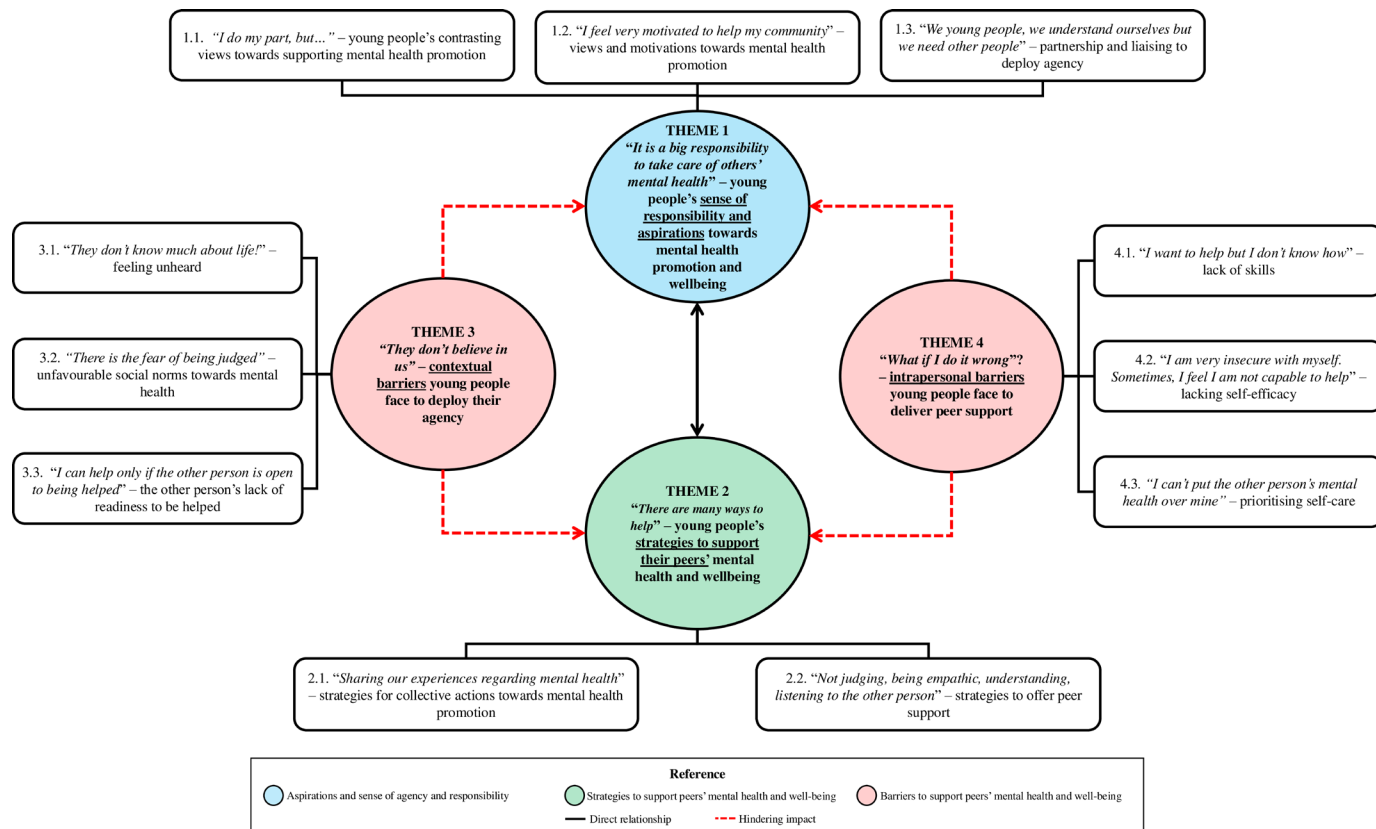 1.1. “I do my part, but…” – young people’s contrasting
views towards supporting mental health promotion
1.2. “I feel very motivated to help my community” –
views and motivations towards mental health
promotion
1.3. “We young people, we understand ourselves but
we need other people” – partnership and liaising to
deploy agency
THEME 1
“It is a big responsibility
to take care of others’
mental health” – young
people’s sense of
responsibility and
aspirations towards
mental health
promotion and
wellbeing
3.1. “They don’t know much about life!” –
feeling unheard
3.2. “There is the fear of being judged” –
unfavourable social norms towards mental
health
3.3. “I can help only if the other person is open
to being helped” – the other person’s lack of
readiness to be helped
THEME 3
“They don’t believe in
us” – contextual
barriers young people
face to deploy their
agency
THEME 4
“What if I do it wrong”?
– intrapersonal barriers
young people face to
deliver peer support
4.1. “I want to help but I don’t know how” –
lack of skills
4.2. “I am very insecure with myself.
Sometimes, I feel I am not capable to help” –
lacking self-efficacy
4.3. “I can’t put the other person’s mental
health over mine” – prioritising self-care
THEME 2
“There are many ways to
help” – young people’s
strategies to support
their peers’ mental
health and wellbeing
2.1. “Sharing our experiences regarding mental health”
– strategies for collective actions towards mental health
promotion
2.2. “Not judging, being empathic, understanding,
listening to the other person” – strategies to offer peer
support
Reference
Aspirations and sense of agency and responsibility
Strategies to support peers’ mental health and well-being
Barriers to support peers’ mental health and well-being
Direct relationship
Hindering impact